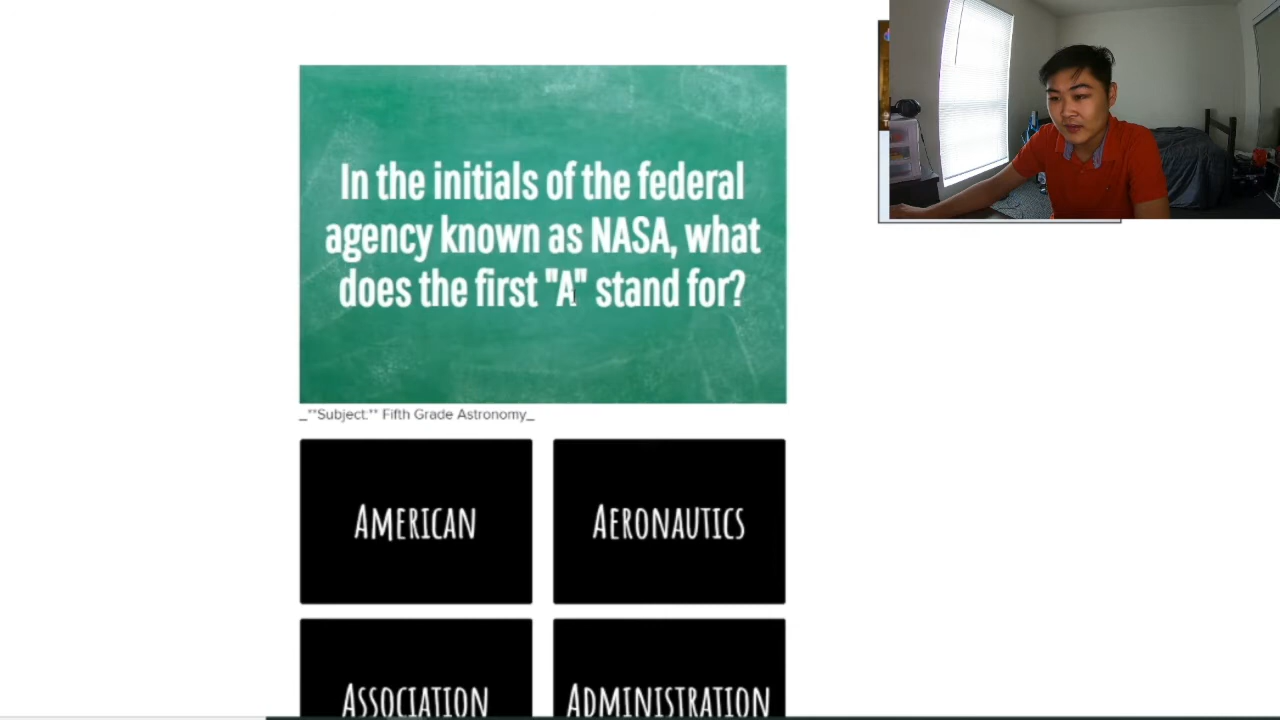 In the initials of the federal
agency known as NASA, what
does the first "A" stand for?
_**Subject:** Fifth Grade Astronomy_
AMERICAN
AERONAUTICS
ASSOCIATION
ADMINISTRATION